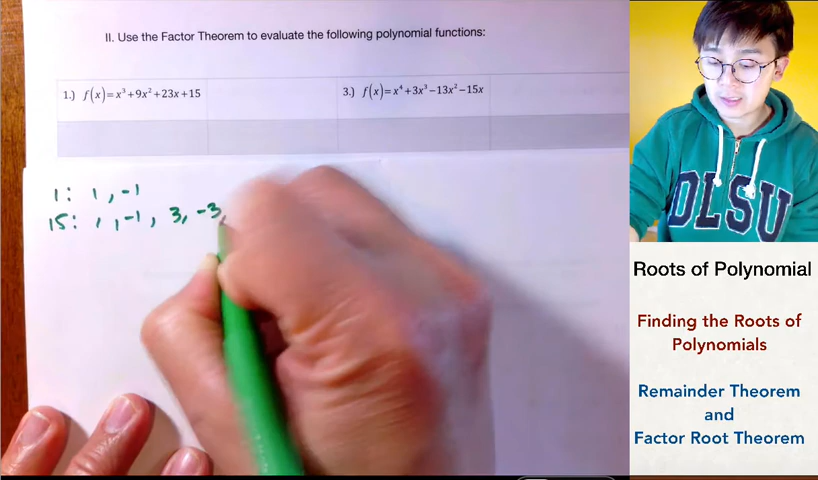 II. Use the Factor Theorem to evaluate the following polynomial functions:
1.) f(x)=x³+9x²+23x+15
3.) f(x)=x⁴+3x³-13x²-15x
1: 1, -1
15: 1, -1, 3, -3,
DLSU
Roots of Polynomial
Finding the Roots of
Polynomials
Remainder Theorem
and
Factor Root Theorem